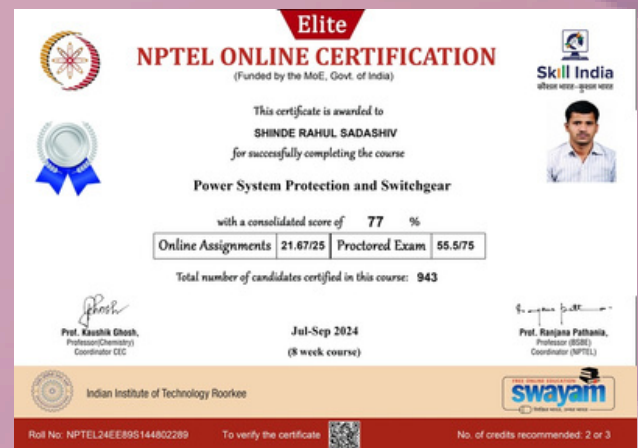 Elite
NPTEL ONLINE CERTIFICATION
(Funded by the MoE, Govt. of India)
Skill India
कौशल भारत-कुशल भारत
This certificate is awarded to
SHINDE RAHUL SADASHIV
for successfully completing the course
Power System Protection and Switchgear
with a consolidated score of 77 %
Online Assignments 21.67/25 Proctored Exam 55.5/75
Total number of candidates certified in this course: 943
Prof. Kaushik Ghosh,
Professor(Chemistry)
Coordinator CEC
Jul-Sep 2024
(8 week course)
Prof. Ranjana Pathania,
Professor (BSBE)
Coordinator (NPTEL)
Indian Institute of Technology Roorkee
FREE ONLINE EDUCATION
swayam
Roll No: NPTEL24EE89S144802289 To verify the certificate No. of credits recommended: 2 or 3